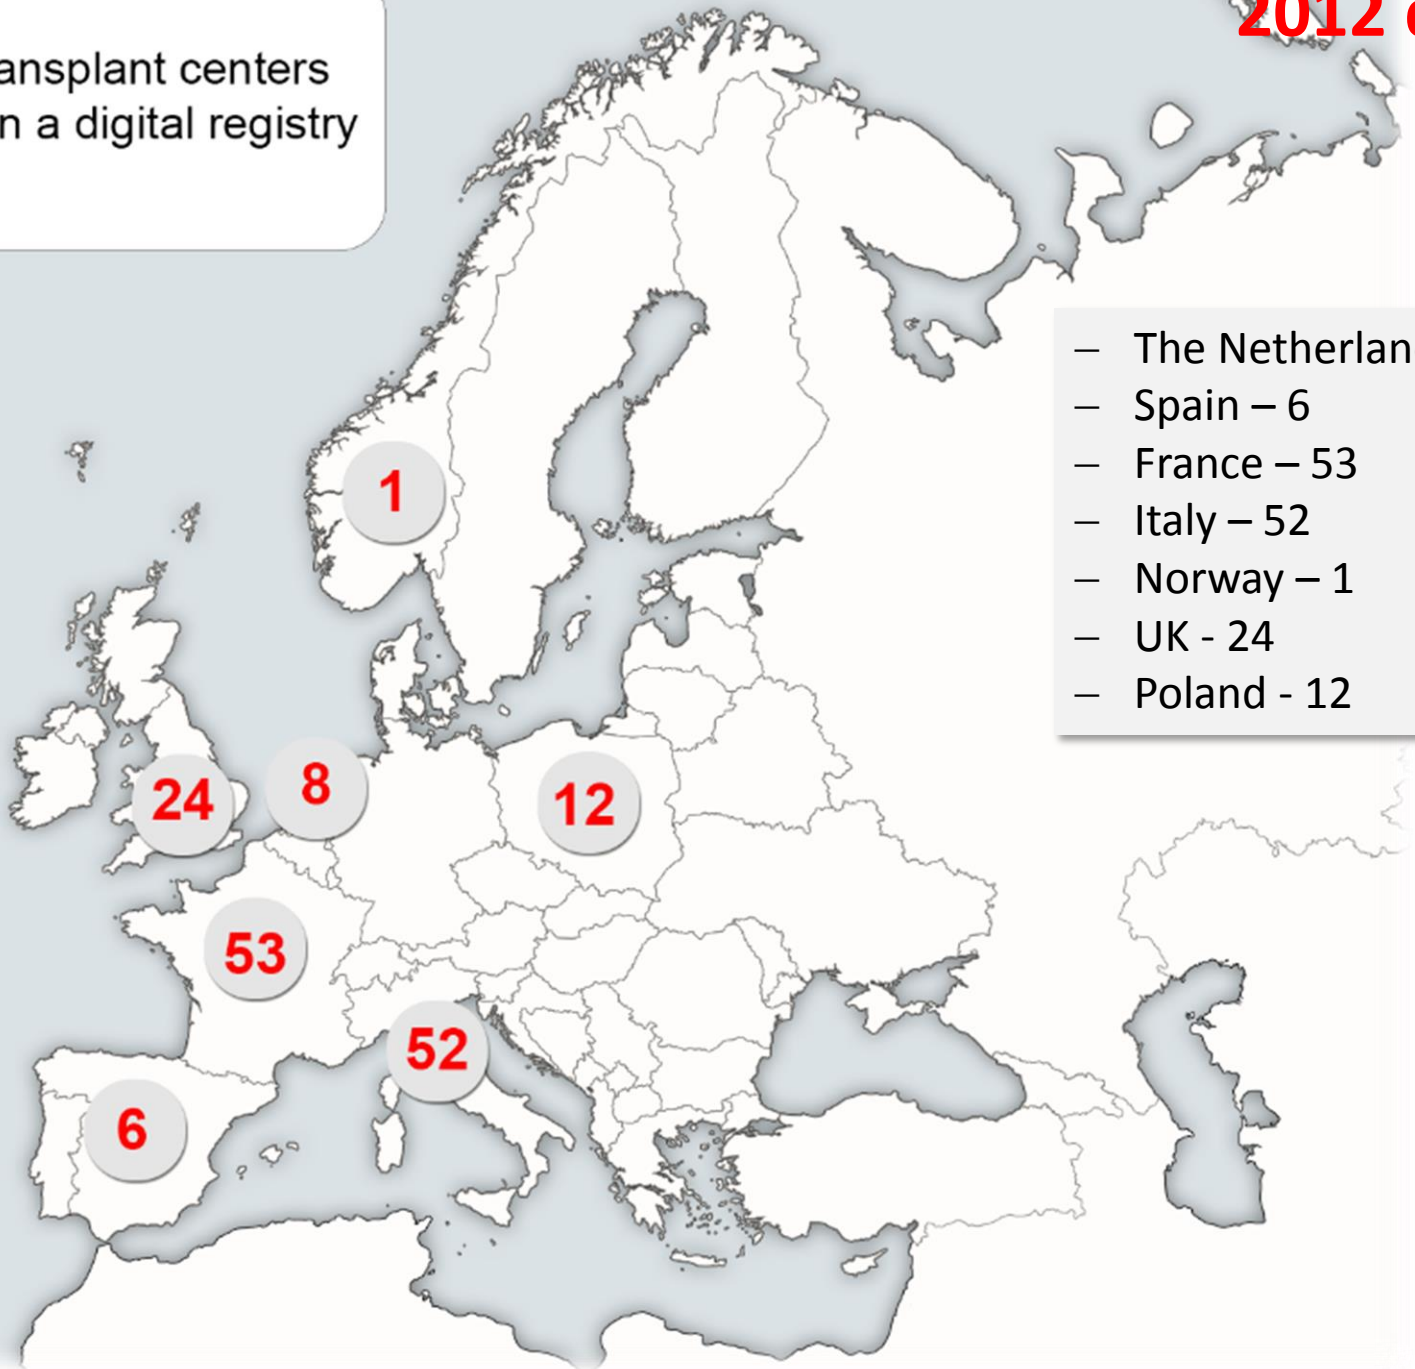 2012
ansplant centers
n a digital registry
– The Netherlan
– Spain – 6
– France – 53
– Italy – 52
– Norway – 1
– UK - 24
– Poland - 12
1
24
8
12
53
52
6